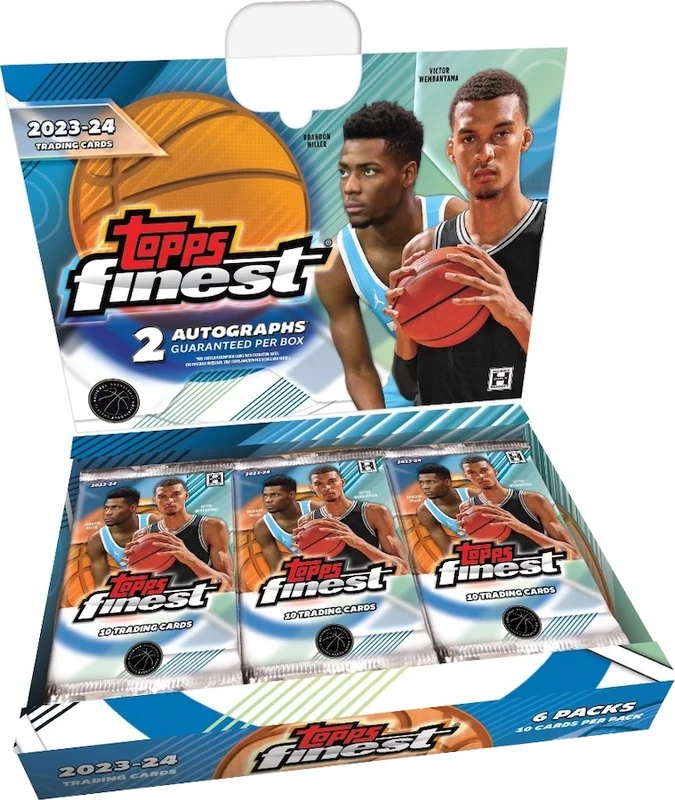 2023-24
TRADING CARDS
BRANDON
MILLER
VICTOR
WEMBANYAMA
TOPPS
finest®
2 AUTOGRAPHS
GUARANTEED PER BOX
H
2023-24
H
TOPPS
finest
10 TRADING CARDS
2023-24
H
TOPPS
finest
10 TRADING CARDS
2023-24
H
TOPPS
finest
10 TRADING CARDS
2023-24
TRADING CARDS
TOPPS
finest
6 PACKS
10 CARDS PER PACK